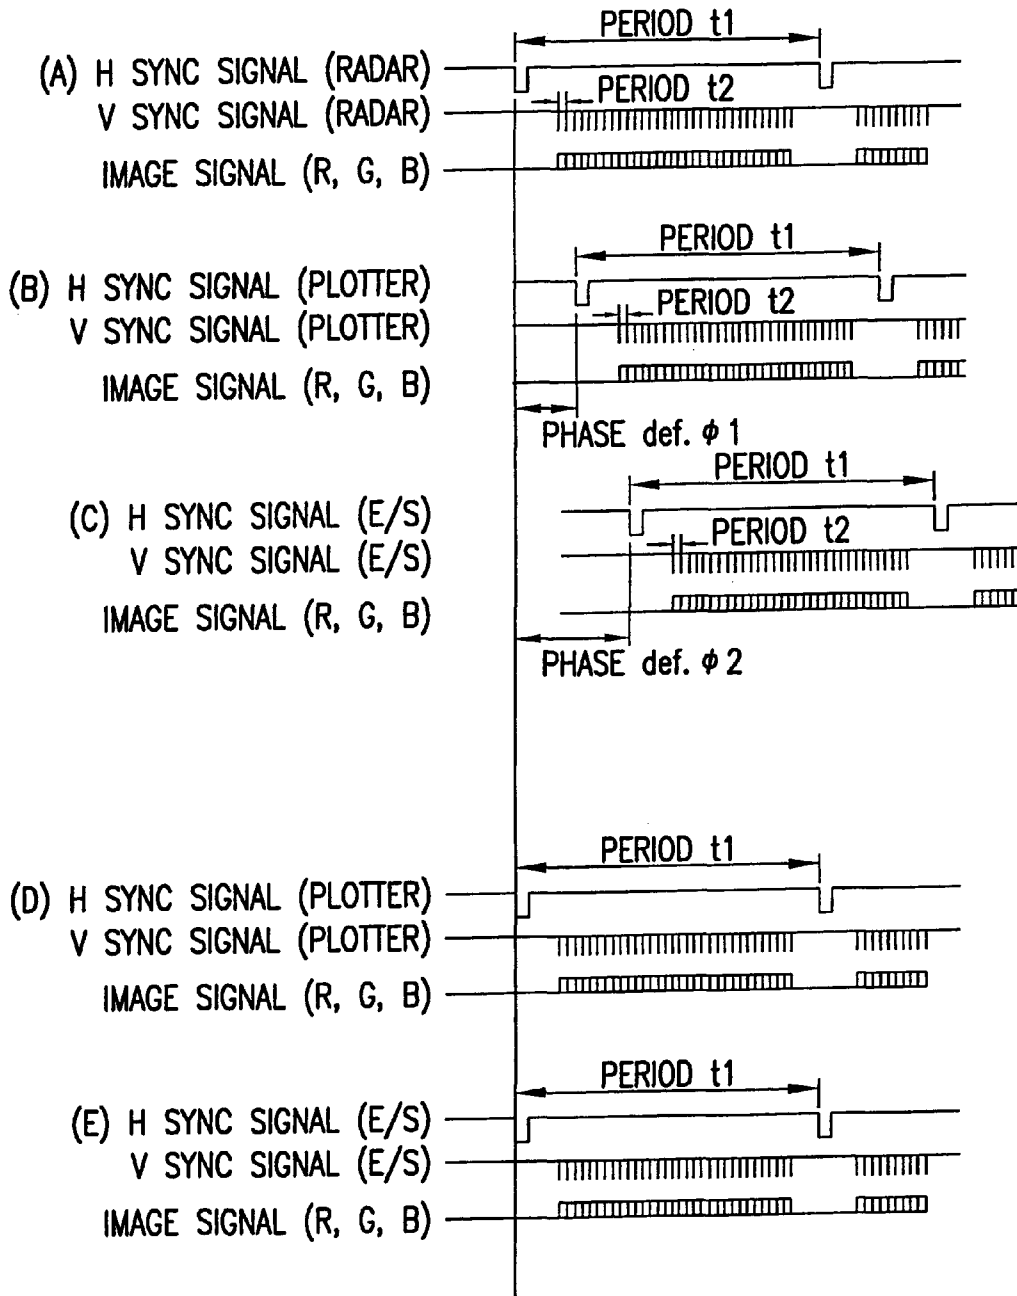 PERIOD t1
(A) H SYNC SIGNAL (RADAR)
PERIOD t2
V SYNC SIGNAL (RADAR)
IMAGE SIGNAL (R, G, B)
PERIOD t1
(B) H SYNC SIGNAL (PLOTTER)
PERIOD t2
V SYNC SIGNAL (PLOTTER)
IMAGE SIGNAL (R, G, B)
PHASE def. φ 1
PERIOD t1
(C) H SYNC SIGNAL (E/S)
PERIOD t2
V SYNC SIGNAL (E/S)
IMAGE SIGNAL (R, G, B)
PHASE def. φ 2
PERIOD t1
(D) H SYNC SIGNAL (PLOTTER)
V SYNC SIGNAL (PLOTTER)
IMAGE SIGNAL (R, G, B)
PERIOD t1
(E) H SYNC SIGNAL (E/S)
V SYNC SIGNAL (E/S)
IMAGE SIGNAL (R, G, B)